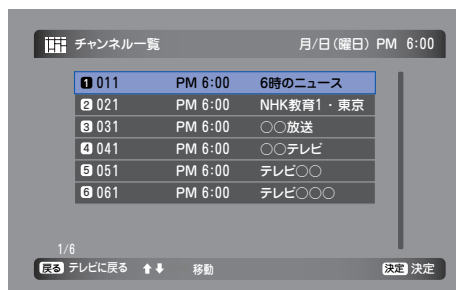 チャンネル一覧 月/日(曜日) PM 6:00
1 011 PM 6:00 6時のニュース
2 021 PM 6:00 NHK教育1・東京
3 031 PM 6:00 ○○放送
4 041 PM 6:00 ○○テレビ
5 051 PM 6:00 テレビ○○
6 061 PM 6:00 テレビ○○○
1/6
戻る テレビに戻る ↑↓ 移動 決定 決定